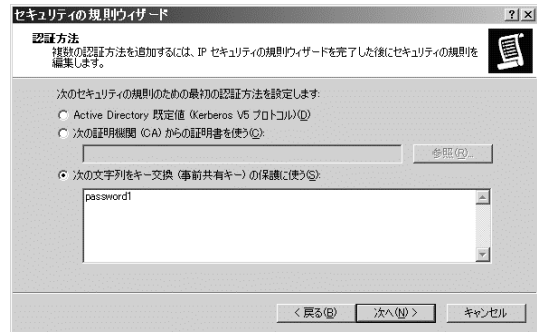 セキュリティの規則ウィザード
認証方法
複数の認証方法を追加するには、IP セキュリティの規則ウィザードを完了した後にセキュリティの規則を
編集します。
次のセキュリティの規則のための最初の認証方法を設定します:
Active Directory 既定値 (Kerberos V5 プロトコル)(D)
次の証明機関 (CA) からの証明書を使う(C):
参照(R)...
次の文字列をキー交換 (事前共有キー) の保護に使う(S):
password1
< 戻る(B) 次へ(N) > キャンセル